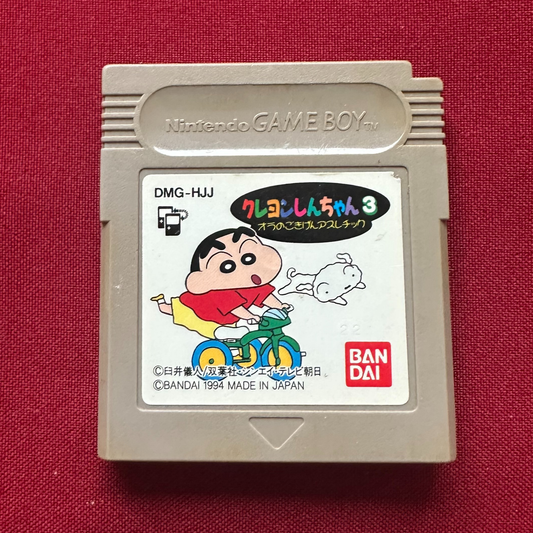 Nintendo GAME BOY TM
DMG-HJJ
クレヨンしんちゃん3
オラのごきげんアスレチック
©臼井儀人/双葉社・シンエイ・テレビ朝日
©BANDAI 1994 MADE IN JAPAN
BAN
DAI
22